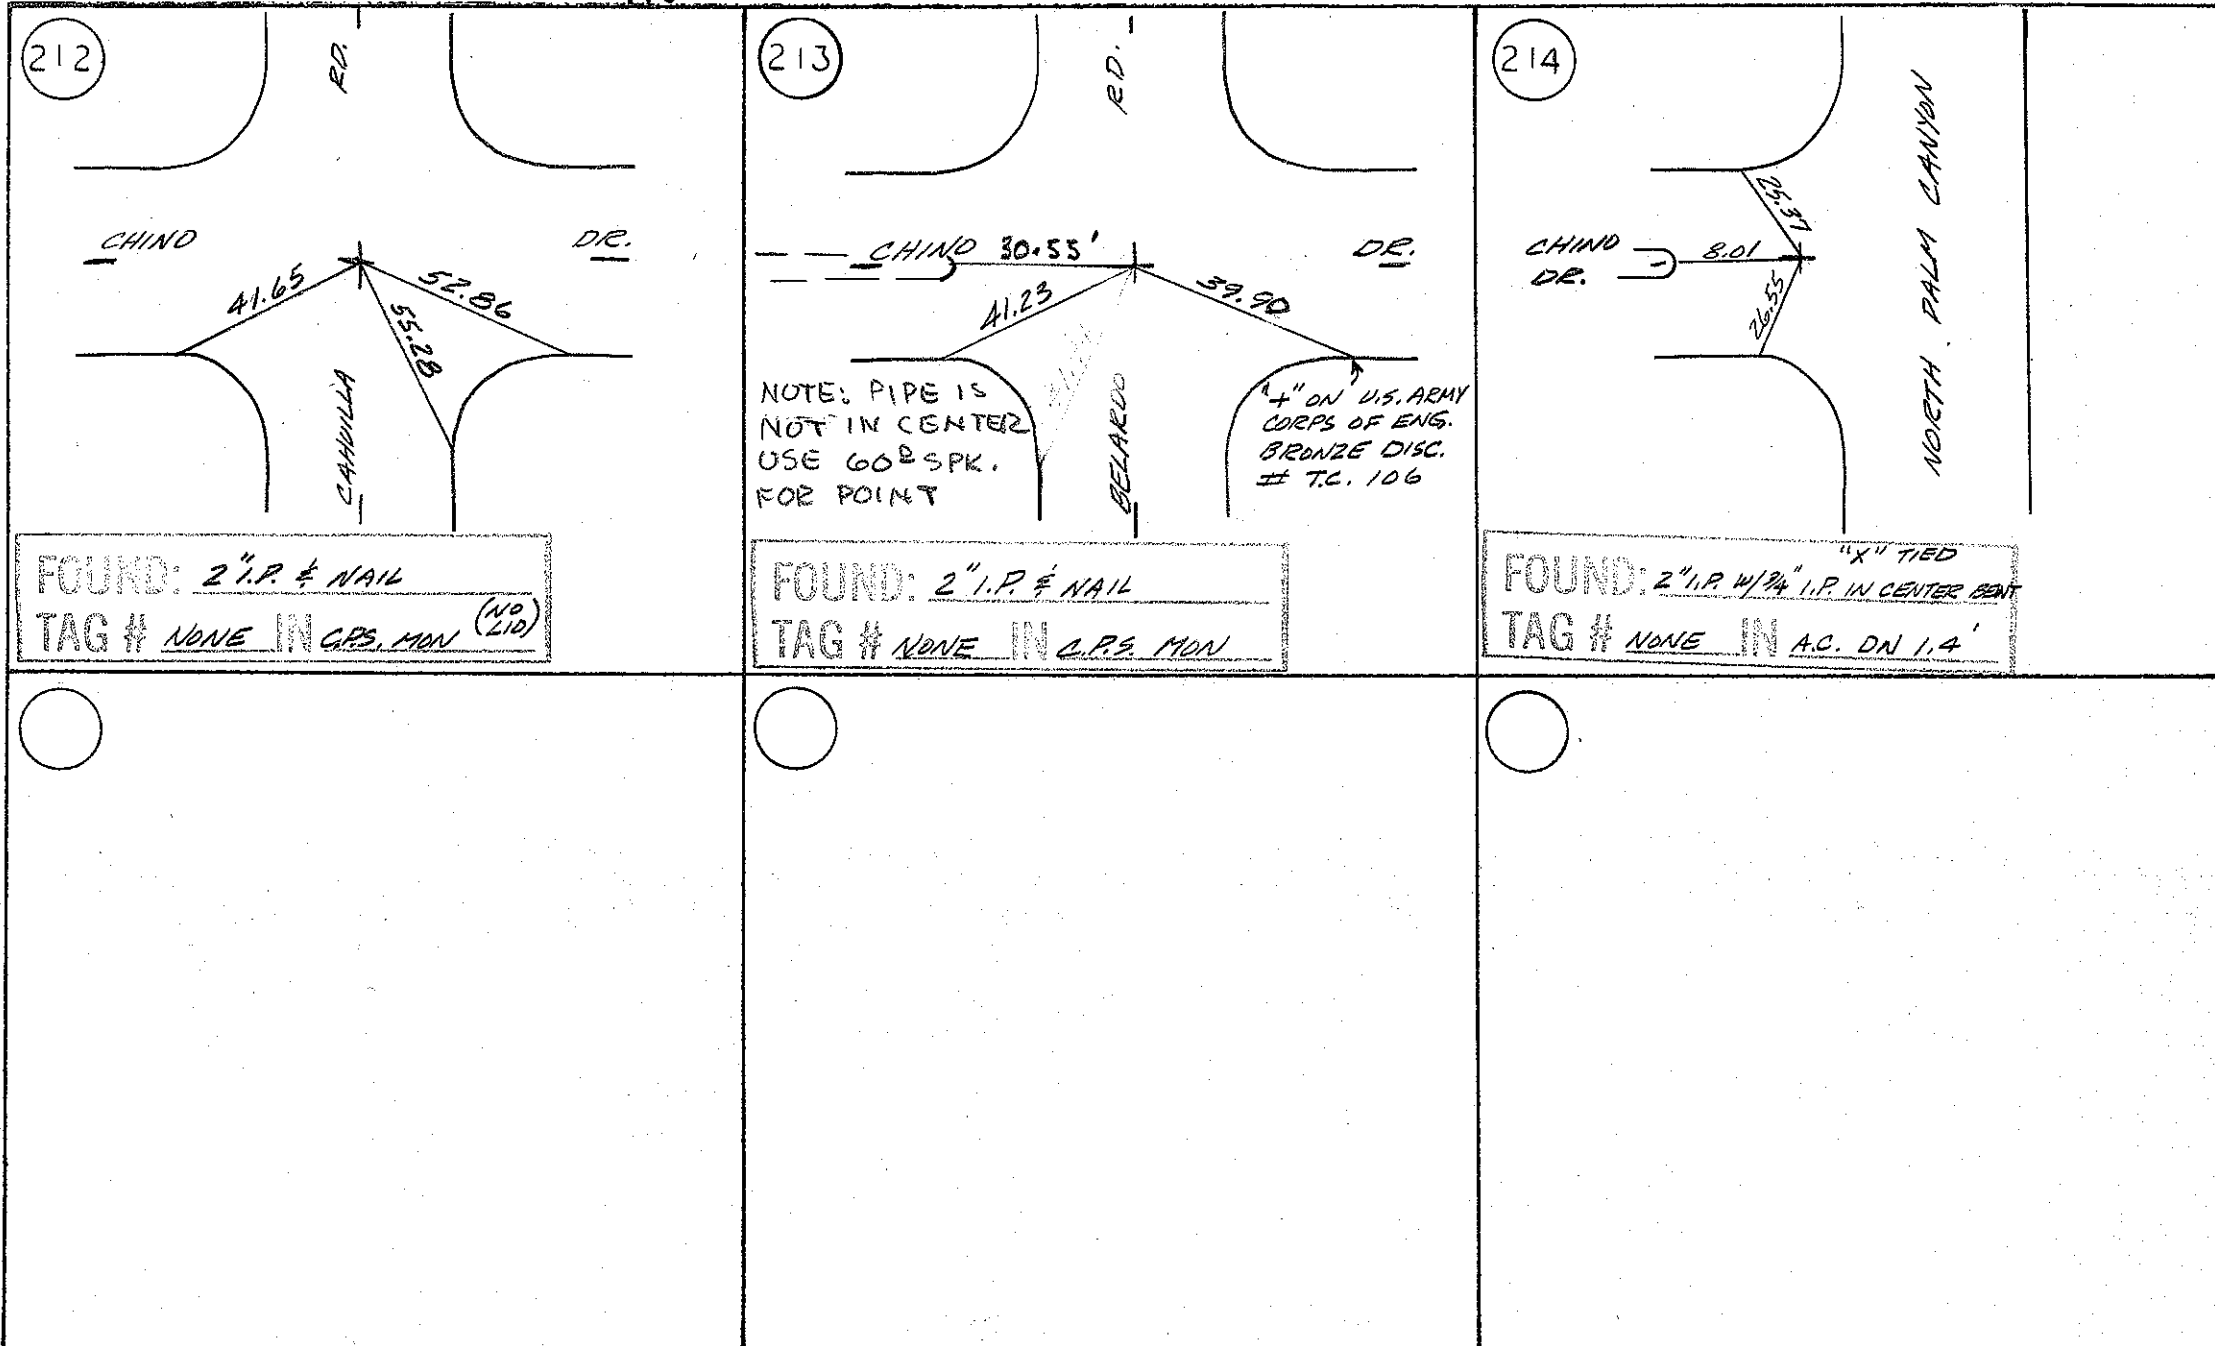 212
RD.
CHINO DR.
41.65
52.86
55.28
CAHUILLA
FOUND: 2" I.P. & NAIL
TAG # NONE IN C.P.S. MON (NO LID)
213
RD.
CHINO 30.55' DR.
41.23
39.90
BELARDO
NOTE: PIPE IS
NOT IN CENTER
USE 60D SPK.
FOR POINT
"+" ON U.S. ARMY
CORPS OF ENG.
BRONZE DISC.
# T.C. 106
FOUND: 2" I.P. & NAIL
TAG # NONE IN C.P.S. MON
214
NORTH PALM CANYON
25.37
CHINO
DR.
8.01
26.55
"X" TIED
FOUND: 2" I.P. W/ 3/4" I.P. IN CENTER BENT
TAG # NONE IN A.C. DN 1.4'